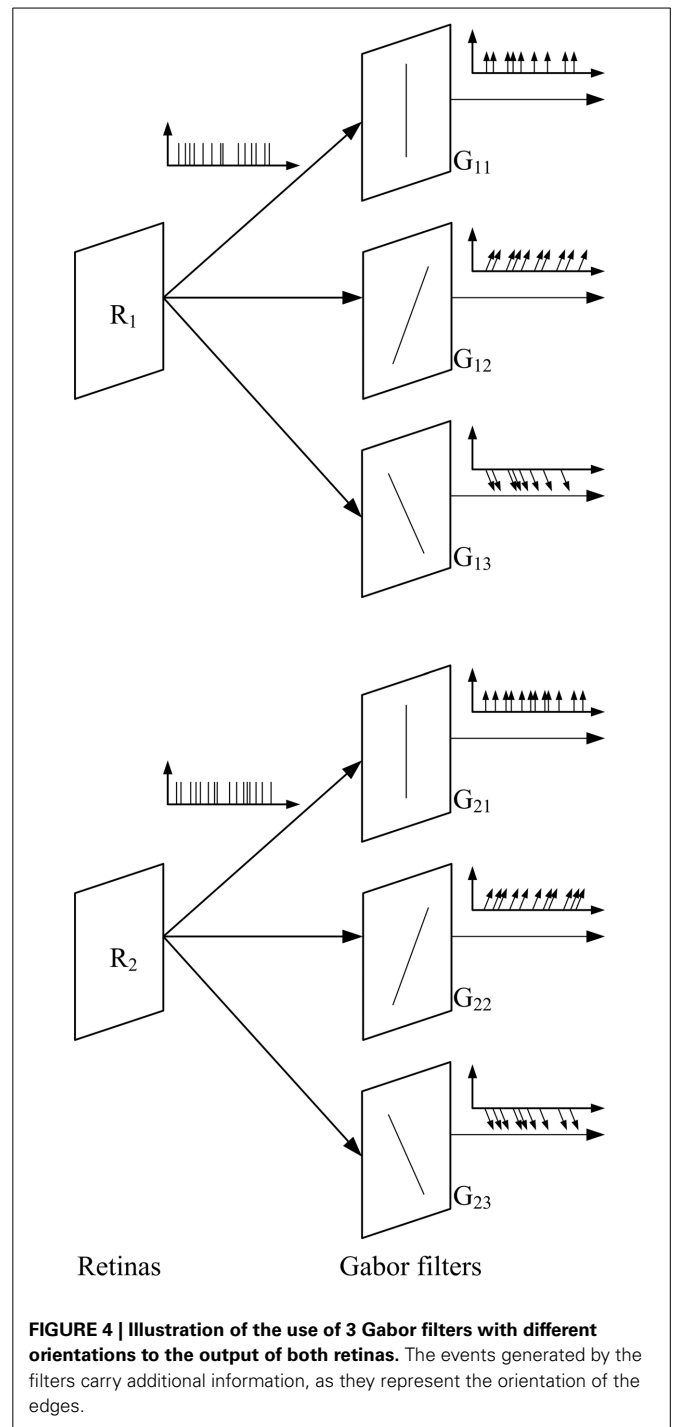 G₁₁
R₁
G₁₂
G₁₃
G₂₁
R₂
G₂₂
G₂₃
Retinas Gabor filters
FIGURE 4 | Illustration of the use of 3 Gabor filters with different
orientations to the output of both retinas. The events generated by the
filters carry additional information, as they represent the orientation of the
edges.